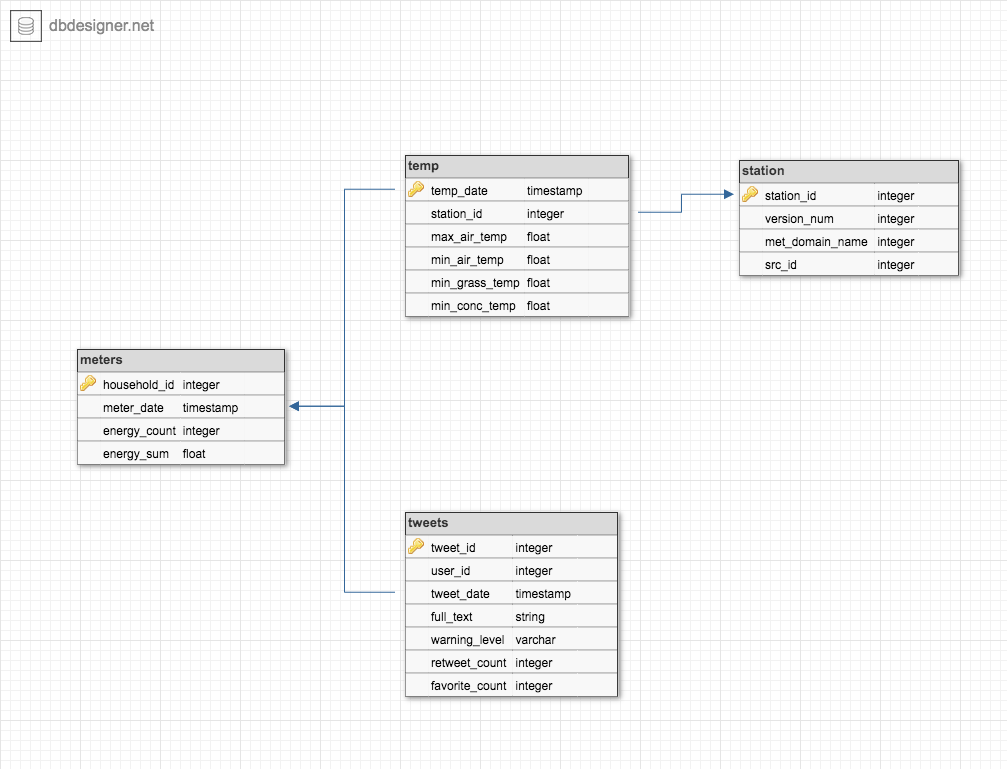 dbdesigner.net
temp
temp_date timestamp
station_id integer
max_air_temp float
min_air_temp float
min_grass_temp float
min_conc_temp float
station
station_id integer
version_num integer
met_domain_name integer
src_id integer
meters
household_id integer
meter_date timestamp
energy_count integer
energy_sum float
tweets
tweet_id integer
user_id integer
tweet_date timestamp
full_text string
warning_level varchar
retweet_count integer
favorite_count integer